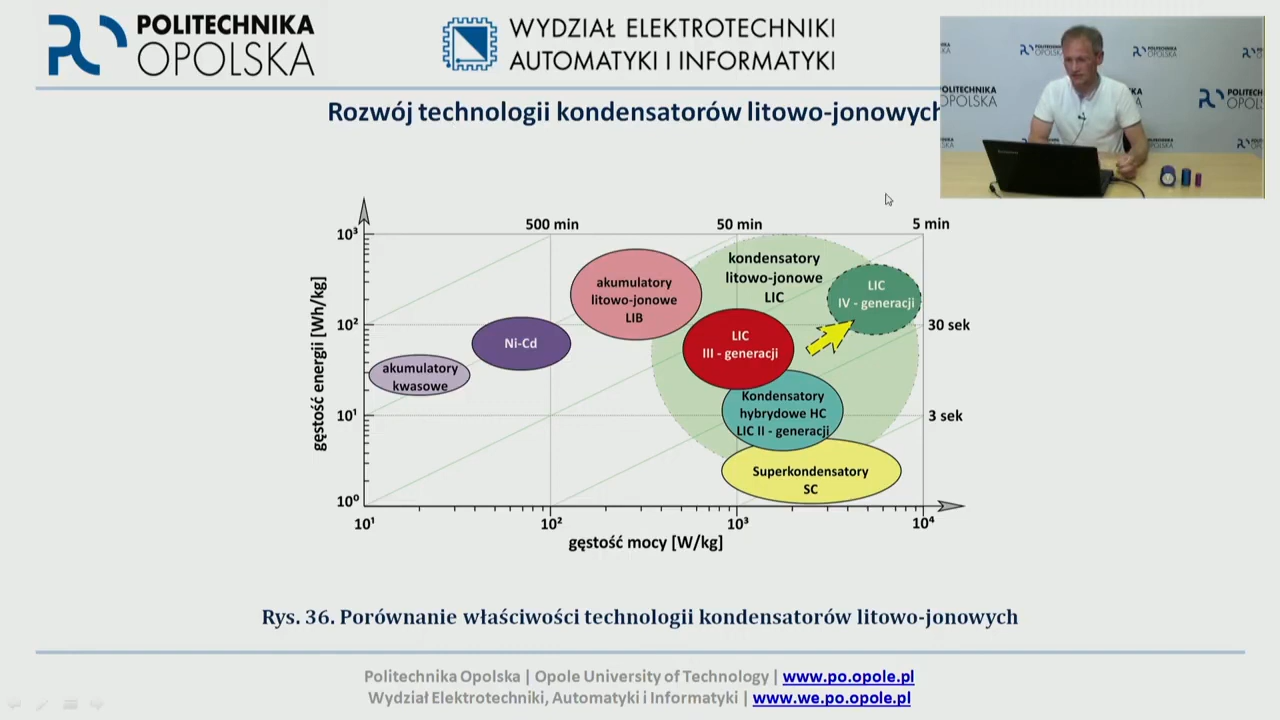 POLITECHNIKA
OPOLSKA
WYDZIAŁ ELEKTROTECHNIKI
AUTOMATYKI I INFORMATYKI
Rozwój technologii kondensatorów litowo-jonowych
POLITECHNIKA
OPOLSKA
500 min
50 min
5 min
10³
kondensatory
litowo-jonowe
LIC
akumulatory
litowo-jonowe
LIB
LIC
IV - generacji
10²
30 sek
Ni-Cd
LIC
III - generacji
akumulatory
kwasowe
Kondensatory
hybrydowe HC
LIC II - generacji
10¹
3 sek
Superkondensatory
SC
gęstość energii [Wh/kg]
10⁰
10¹
10²
10³
10⁴
gęstość mocy [W/kg]
Rys. 36. Porównanie właściwości technologii kondensatorów litowo-jonowych
Politechnika Opolska | Opole University of Technology | www.po.opole.pl
Wydział Elektrotechniki, Automatyki i Informatyki | www.we.po.opole.pl